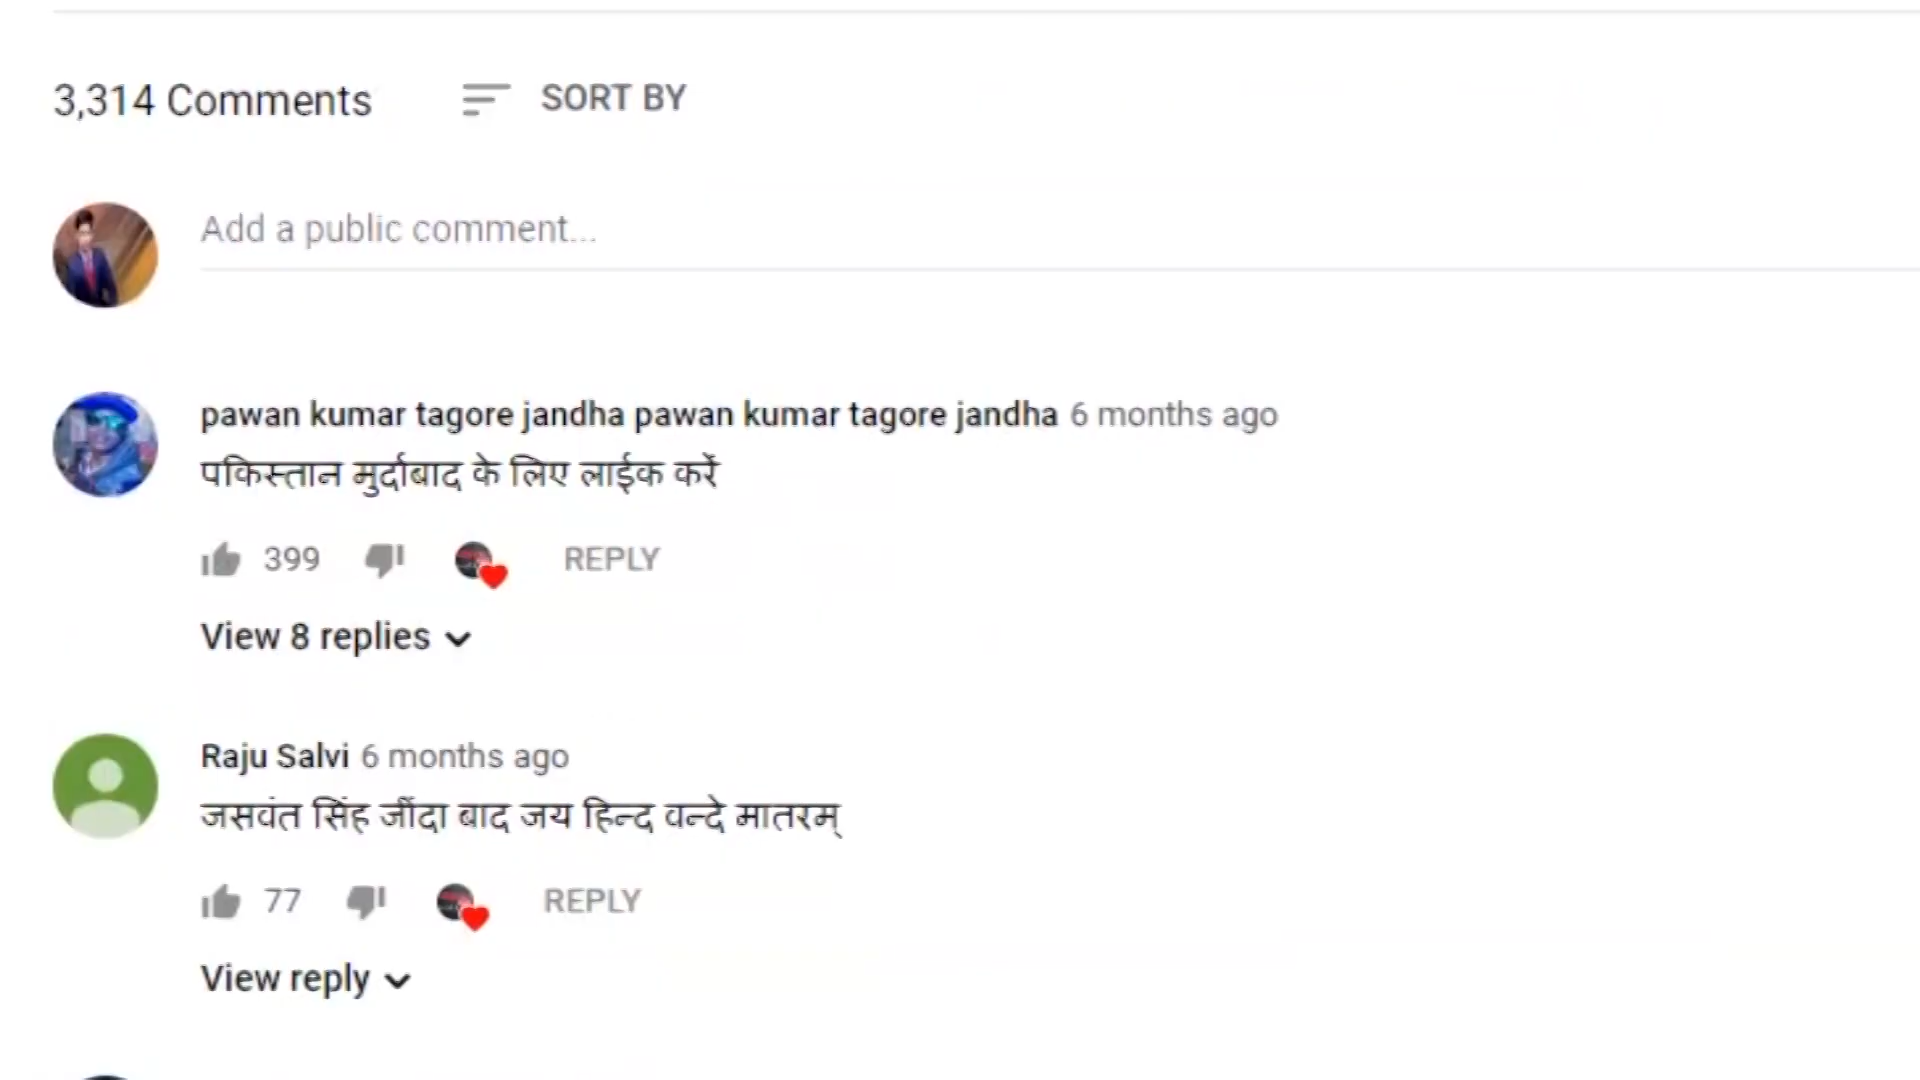 3,314 Comments SORT BY
Add a public comment...
pawan kumar tagore jandha pawan kumar tagore jandha 6 months ago
पकिस्तान मुर्दाबाद के लिए लाईक करें
399 REPLY
View 8 replies
Raju Salvi 6 months ago
जसवंत सिंह जींदा बाद जय हिन्द वन्दे मातरम्
77 REPLY
View reply